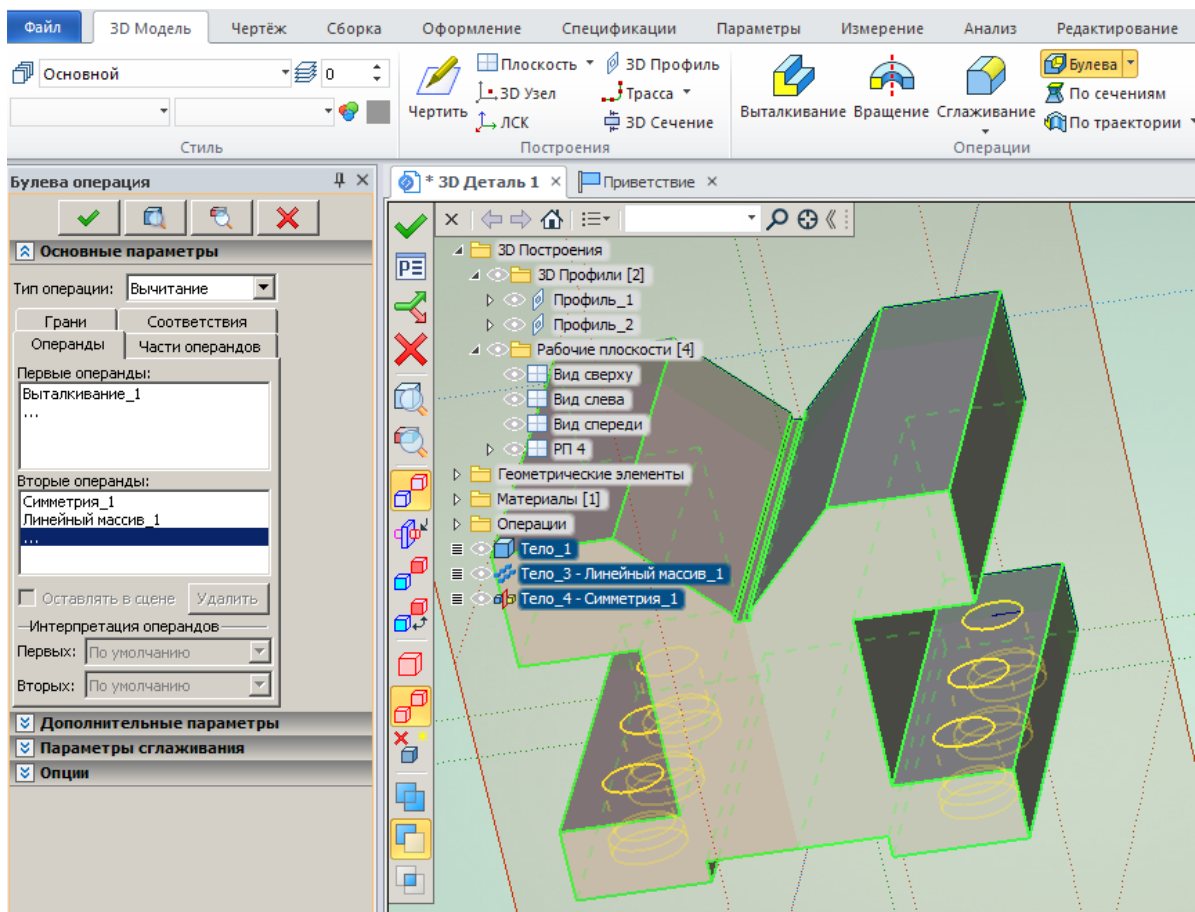 Файл 3D Модель Чертёж Сборка Оформление Спецификации Параметры Измерение Анализ Редактирование
Основной 0
Стиль
Чертить
Плоскость 3D Профиль
3D Узел Трасса
ЛСК 3D Сечение
Построения
Выталкивание Вращение Сглаживание
Булева
По сечениям
По траектории
Операции
Булева операция
Основные параметры
Тип операции: Вычитание
Грани Соответствия
Операнды Части операндов
Первые операнды:
Выталкивание_1
...
Вторые операнды:
Симметрия_1
Линейный массив_1
...
Оставлять в сцене Удалить
Интерпретация операндов
Первых: По умолчанию
Вторых: По умолчанию
Дополнительные параметры
Параметры сглаживания
Опции
* 3D Деталь 1 Приветствие
3D Построения
3D Профили [2]
Профиль_1
Профиль_2
Рабочие плоскости [4]
Вид сверху
Вид слева
Вид спереди
РП 4
Геометрические элементы
Материалы [1]
Операции
Тело_1
Тело_3 - Линейный массив_1
Тело_4 - Симметрия_1